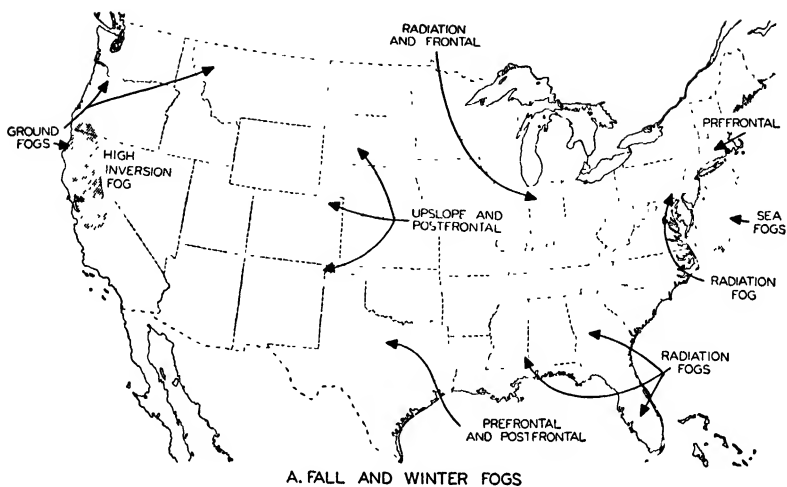 RADIATION
AND FRONTAL
PREFRONTAL
GROUND
FOGS
HIGH
INVERSION
FOG
UPSLOPE AND
POSTFRONTAL
SEA
FOGS
RADIATION
FOG
RADIATION
FOGS
PREFRONTAL
AND POSTFRONTAL
A. FALL AND WINTER FOGS